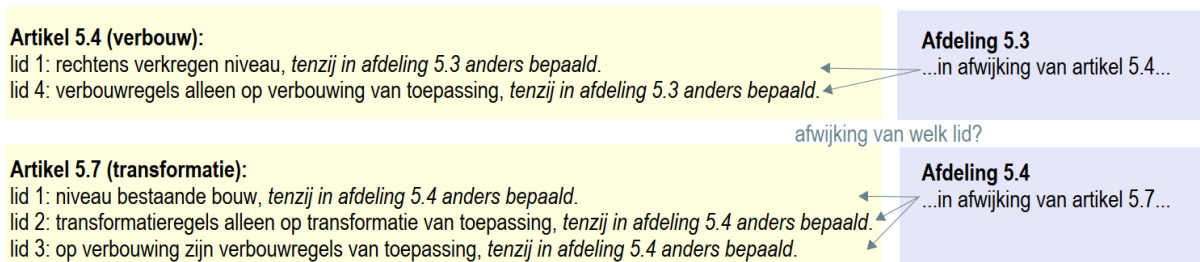 Artikel 5.4 (verbouw):
lid 1: rechtens verkregen niveau, tenzij in afdeling 5.3 anders bepaald.
lid 4: verbouwregels alleen op verbouwing van toepassing, tenzij in afdeling 5.3 anders bepaald.
Afdeling 5.3
...in afwijking van artikel 5.4...
afwijking van welk lid?
Artikel 5.7 (transformatie):
lid 1: niveau bestaande bouw, tenzij in afdeling 5.4 anders bepaald.
lid 2: transformatieregels alleen op transformatie van toepassing, tenzij in afdeling 5.4 anders bepaald.
lid 3: op verbouwing zijn verbouwregels van toepassing, tenzij in afdeling 5.4 anders bepaald.
Afdeling 5.4
...in afwijking van artikel 5.7...